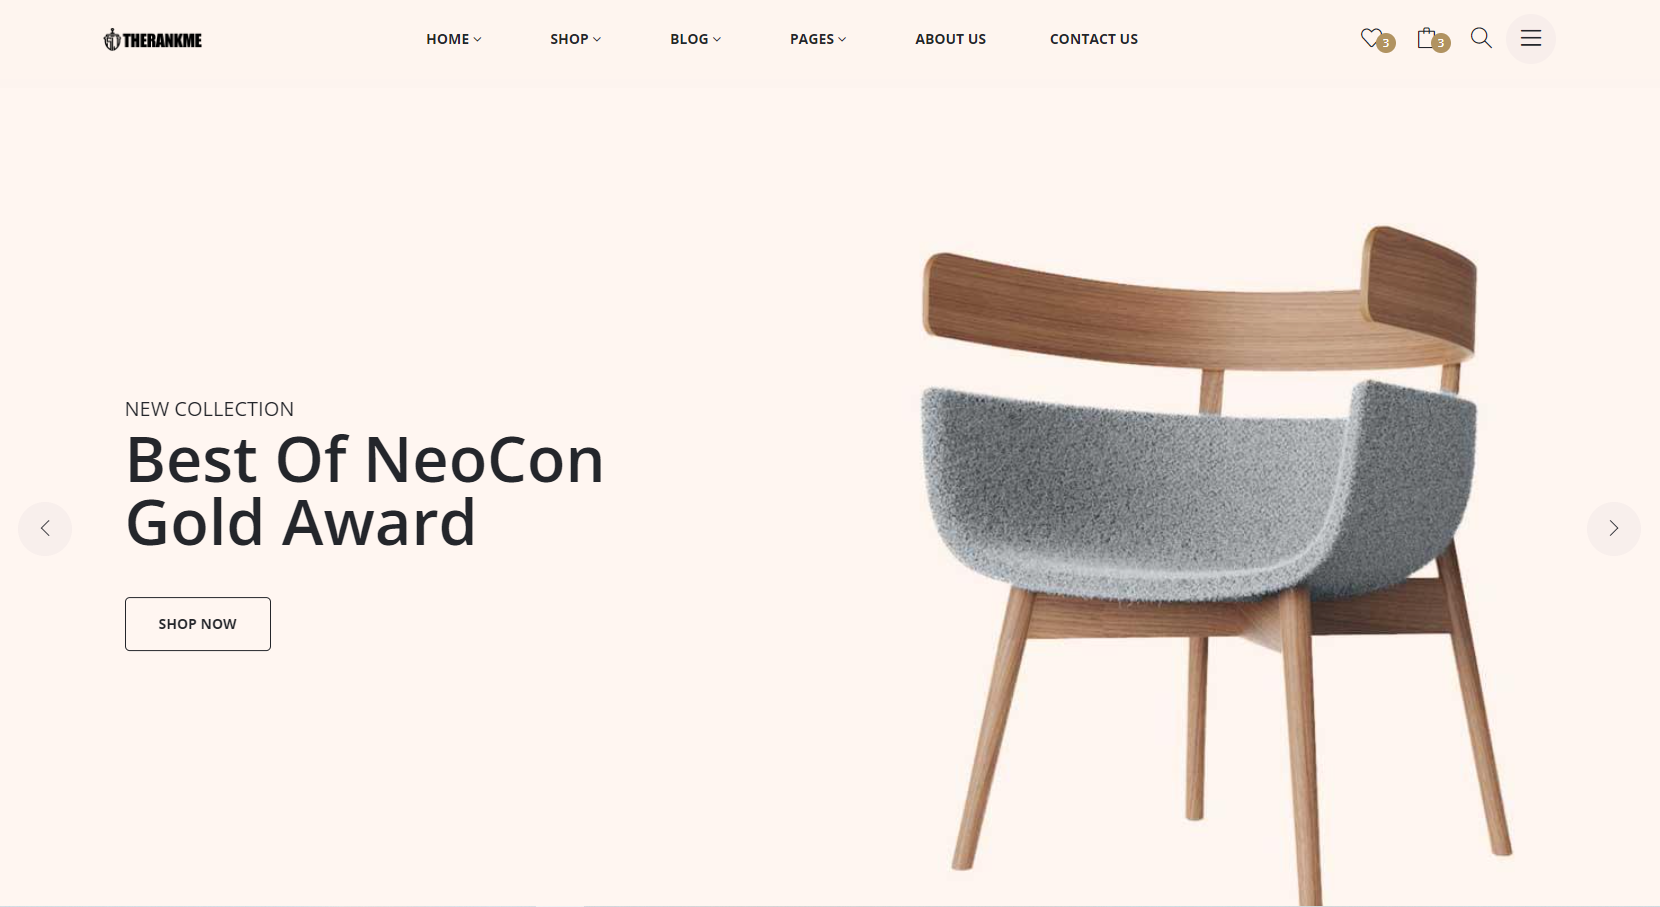 THERANKME
HOME
SHOP
BLOG
PAGES
ABOUT US
CONTACT US
3
3
NEW COLLECTION
Best Of NeoCon
Gold Award
SHOP NOW